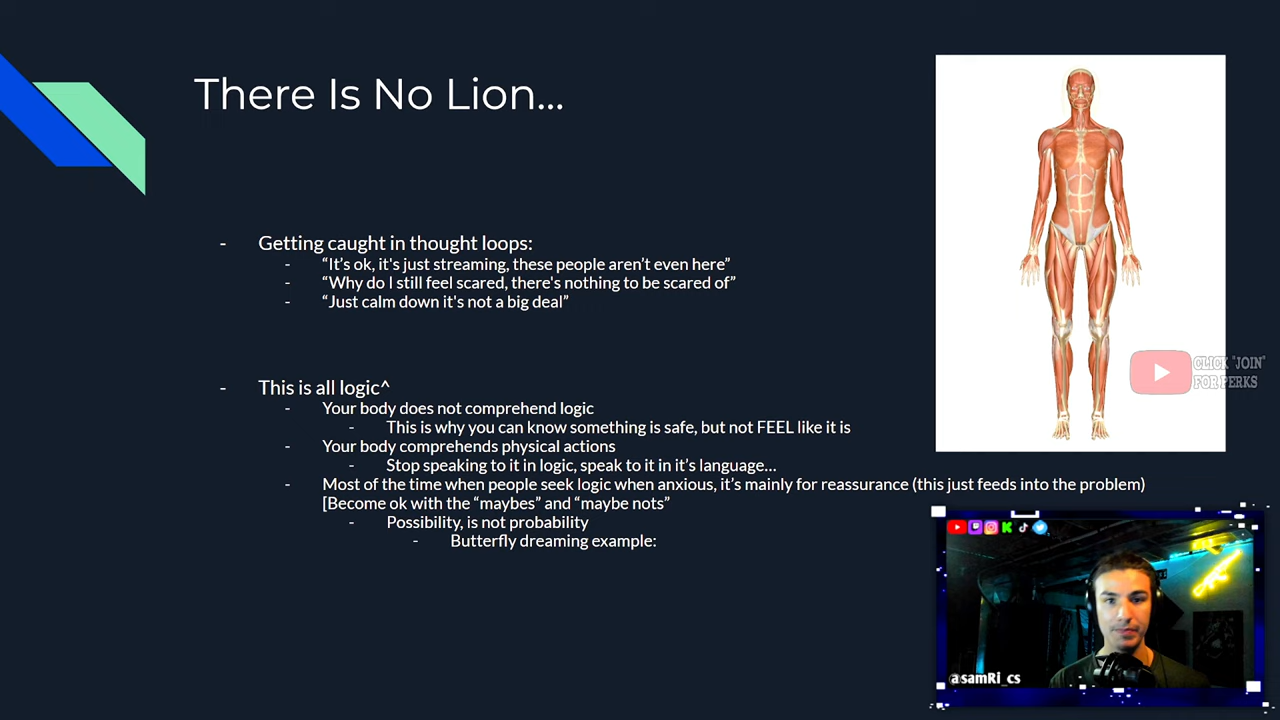 There Is No Lion...
- Getting caught in thought loops:
- “It’s ok, it's just streaming, these people aren’t even here”
- “Why do I still feel scared, there's nothing to be scared of”
- “Just calm down it's not a big deal”
- This is all logic^
- Your body does not comprehend logic
- This is why you can know something is safe, but not FEEL like it is
- Your body comprehends physical actions
- Stop speaking to it in logic, speak to it in it’s language...
- Most of the time when people seek logic when anxious, it’s mainly for reassurance (this just feeds into the problem)
[Become ok with the “maybes” and “maybe nots”
- Possibility, is not probability
- Butterfly dreaming example:
CLICK "JOIN"
FOR PERKS
@samRi_cs